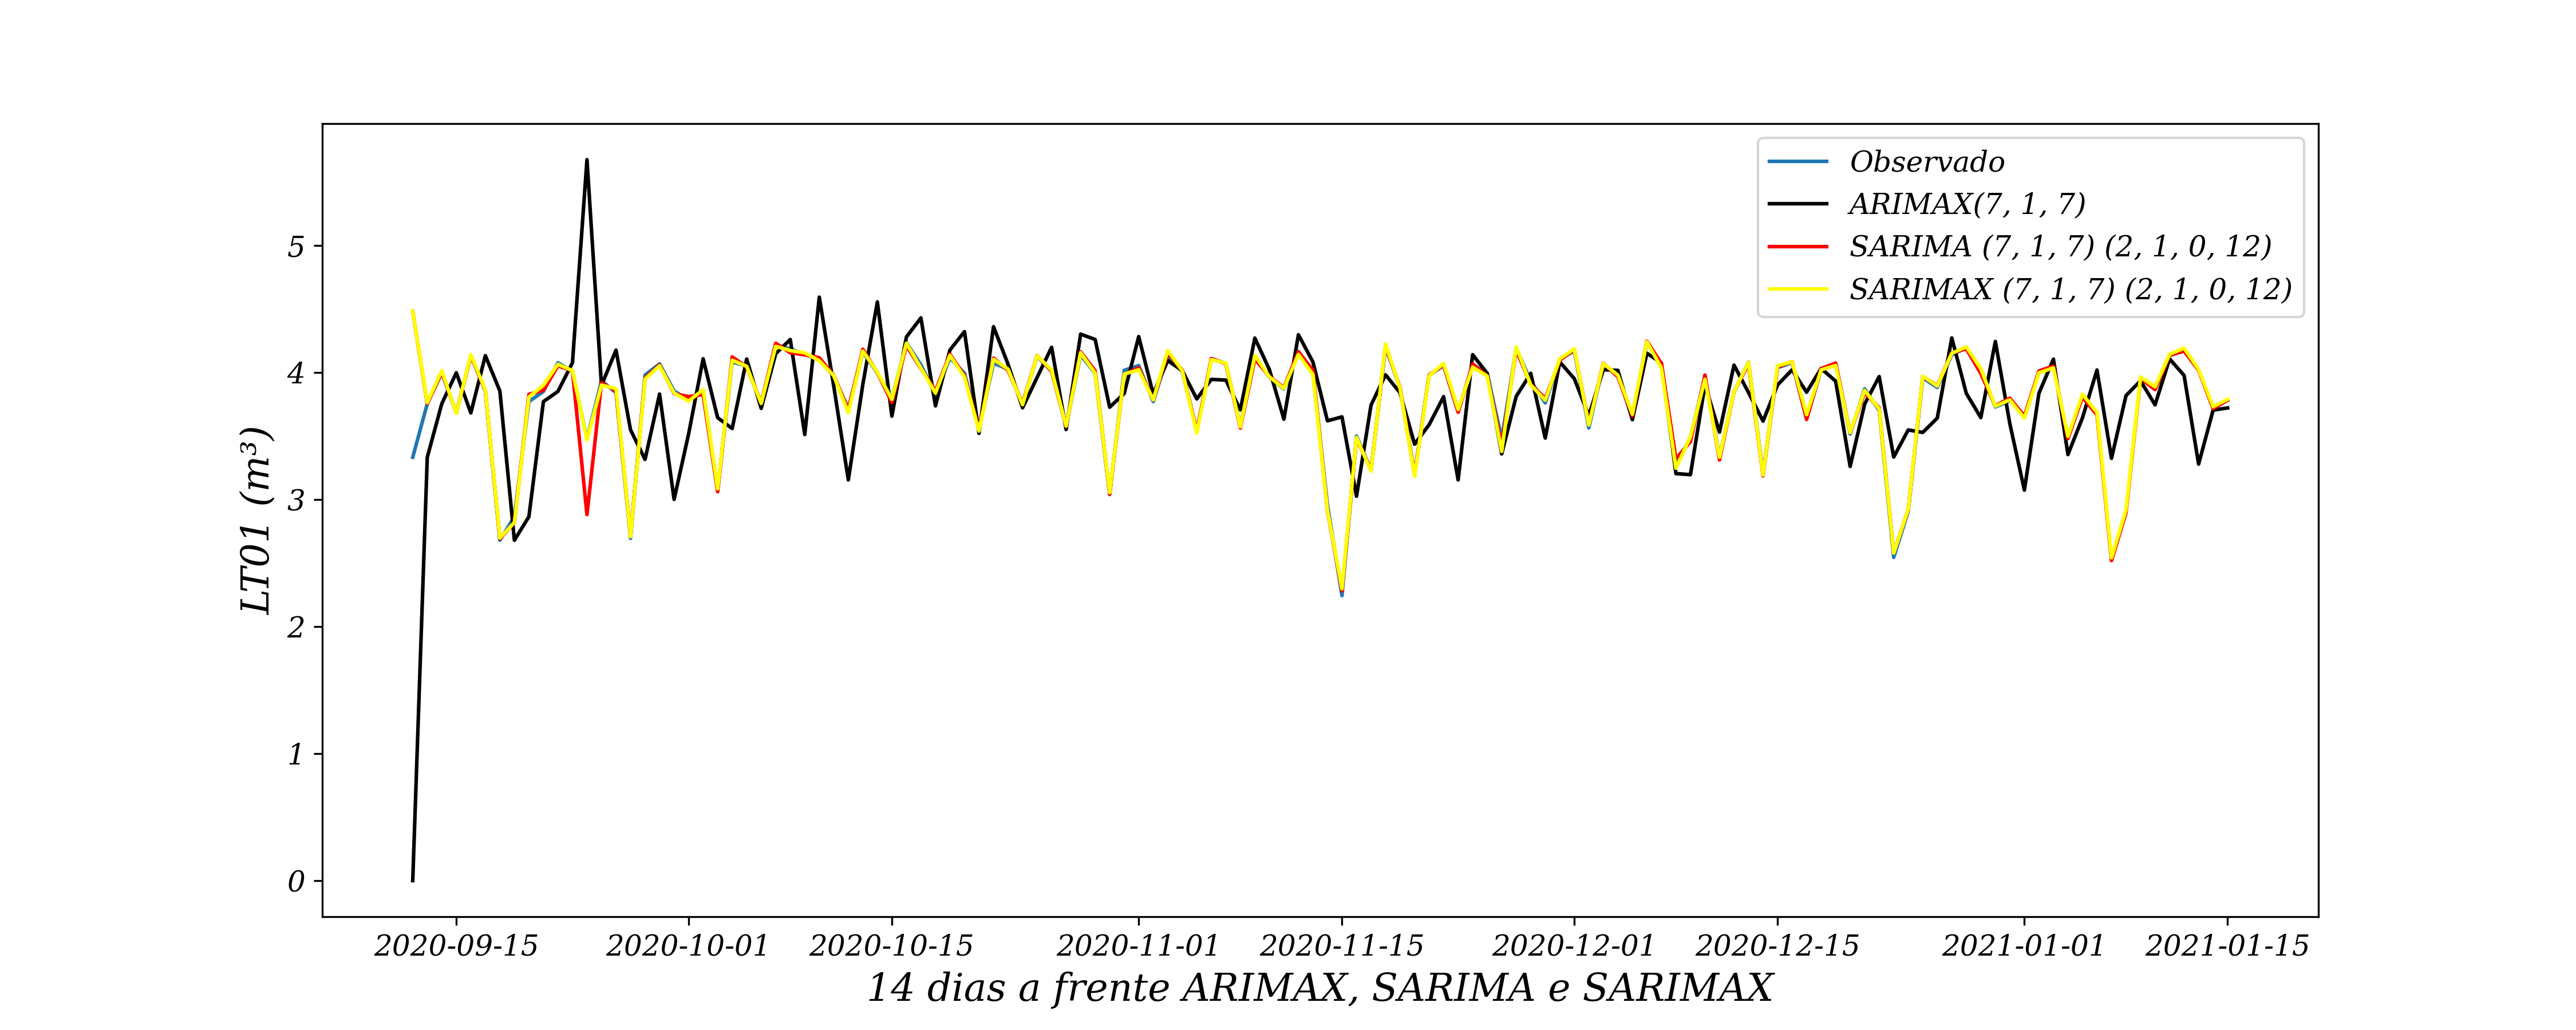 Observado
ARIMAX(7, 1, 7)
SARIMA (7, 1, 7) (2, 1, 0, 12)
SARIMAX (7, 1, 7) (2, 1, 0, 12)
LT01 (m³)
5
4
3
2
1
0
2020-09-15 2020-10-01 2020-10-15 2020-11-01 2020-11-15 2020-12-01 2020-12-15 2021-01-01 2021-01-15
14 dias a frente ARIMAX, SARIMA e SARIMAX